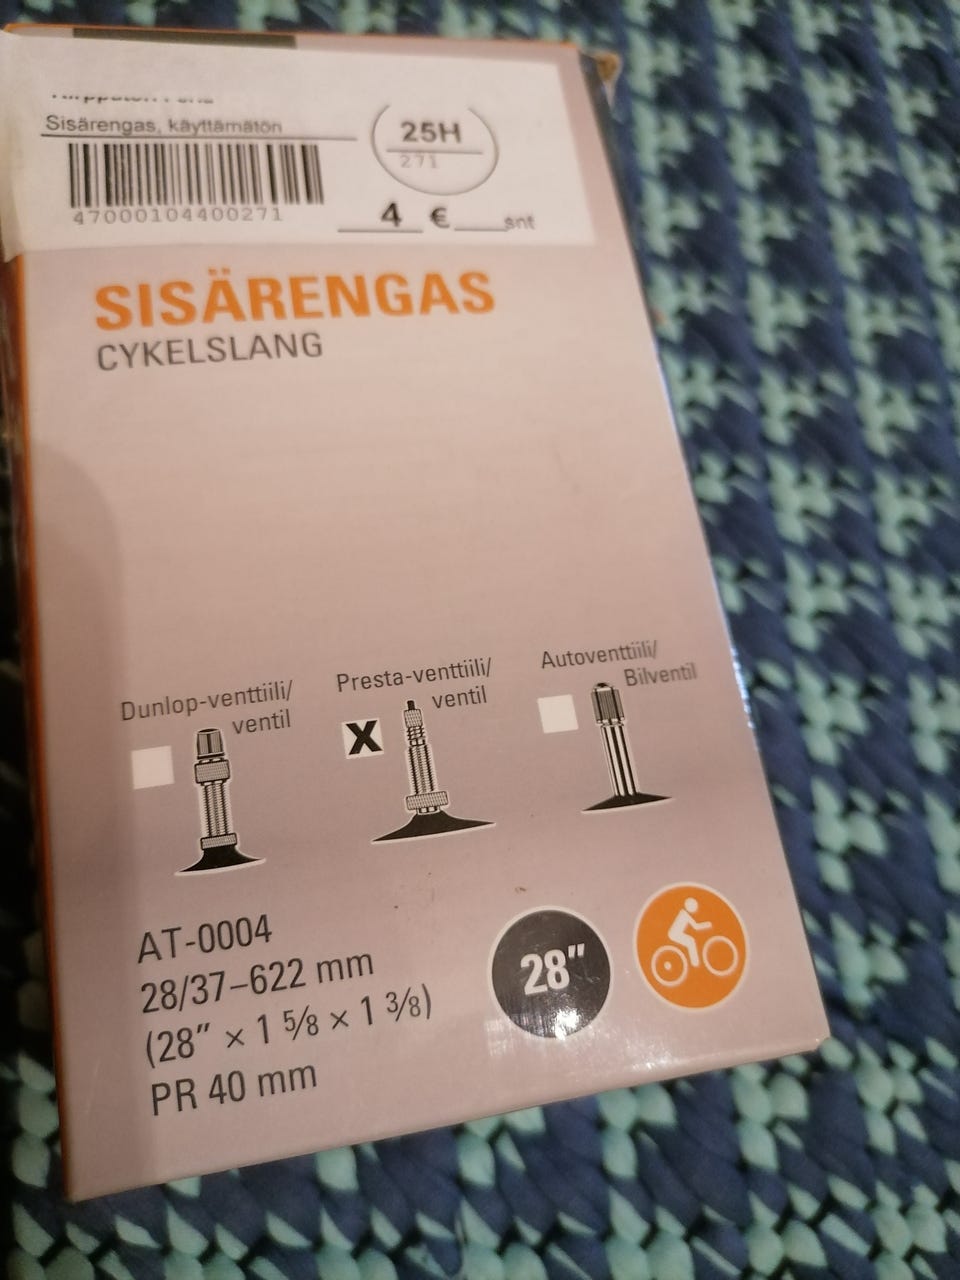 Sisärengas, käyttämätön
25H
271
47000104400271
4 € snt
SISÄRENGAS
CYKELSLANG
Dunlop-venttiili/
ventil
X
Presta-venttiili/
ventil
Autoventtiili/
Bilventil
AT-0004
28/37–622 mm
(28" × 1 5/8 × 1 3/8)
PR 40 mm
28"